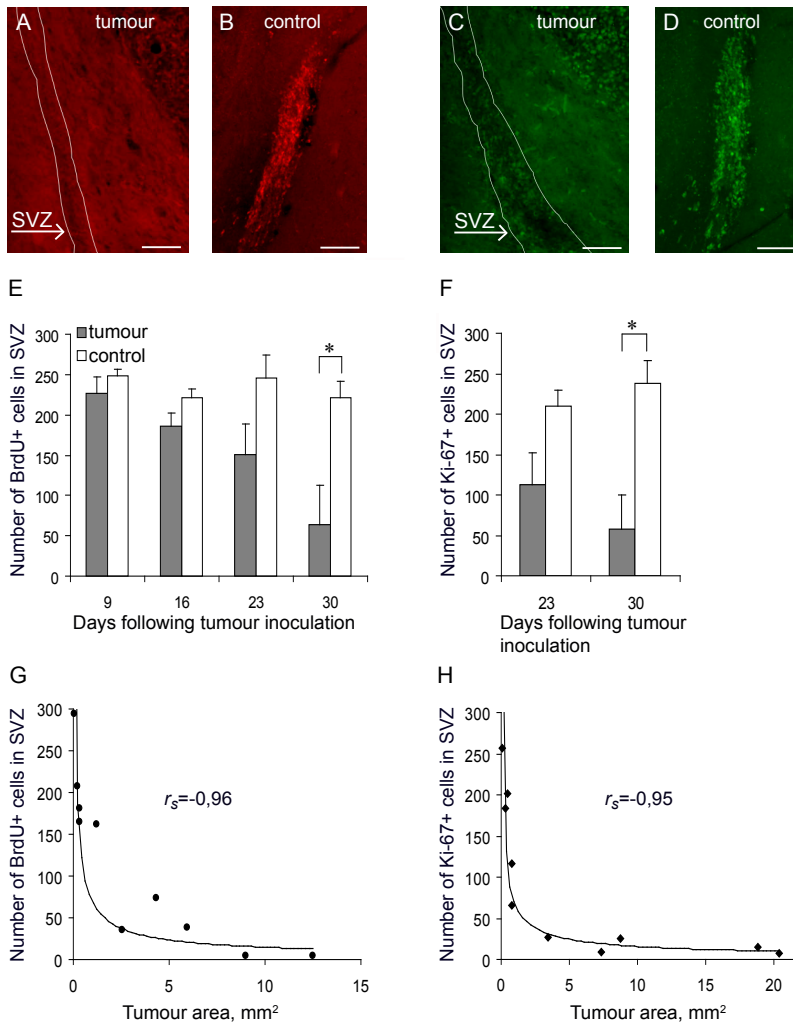 A tumour
B control
C tumour
D control
SVZ
SVZ
E
Number of BrdU+ cells in SVZ
300
250
200
150
100
50
0
tumour
control
*
9 16 23 30
Days following tumour inoculation
F
Number of Ki-67+ cells in SVZ
300
250
200
150
100
50
0
*
23 30
Days following tumour
inoculation
G
Number of BrdU+ cells in SVZ
300
250
200
150
100
50
0
rs=-0,96
0 5 10 15
Tumour area, mm²
H
Number of Ki-67+ cells in SVZ
300
250
200
150
100
50
0
rs=-0,95
0 5 10 15 20
Tumour area, mm²